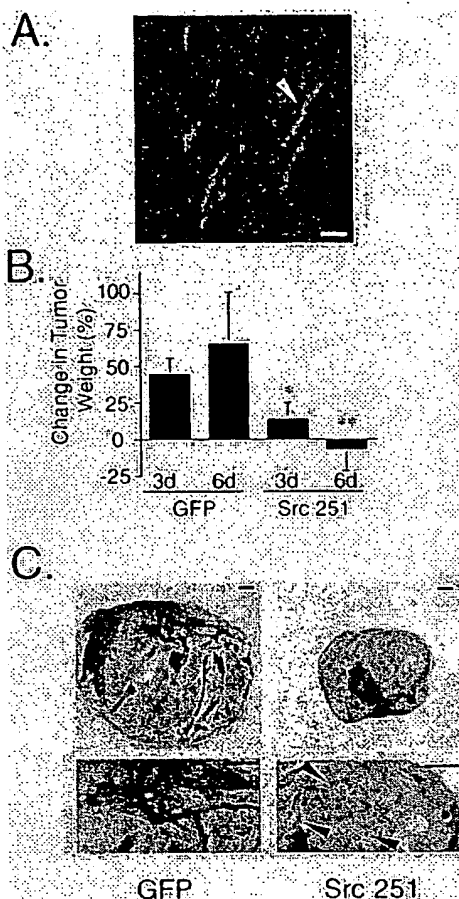 A.
B.
Change in Tumor
Weight (%)
100
75
50
25
0
-25
*
**
3d 6d 3d 6d
GFP Src 251
C.
GFP Src 251